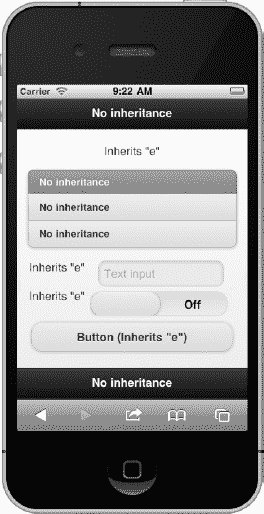 Carrier 9:22 AM
No inheritance
Inherits "e"
No inheritance
No inheritance
No inheritance
Inherits "e" Text input
Inherits "e" Off
Button (Inherits "e")
No inheritance